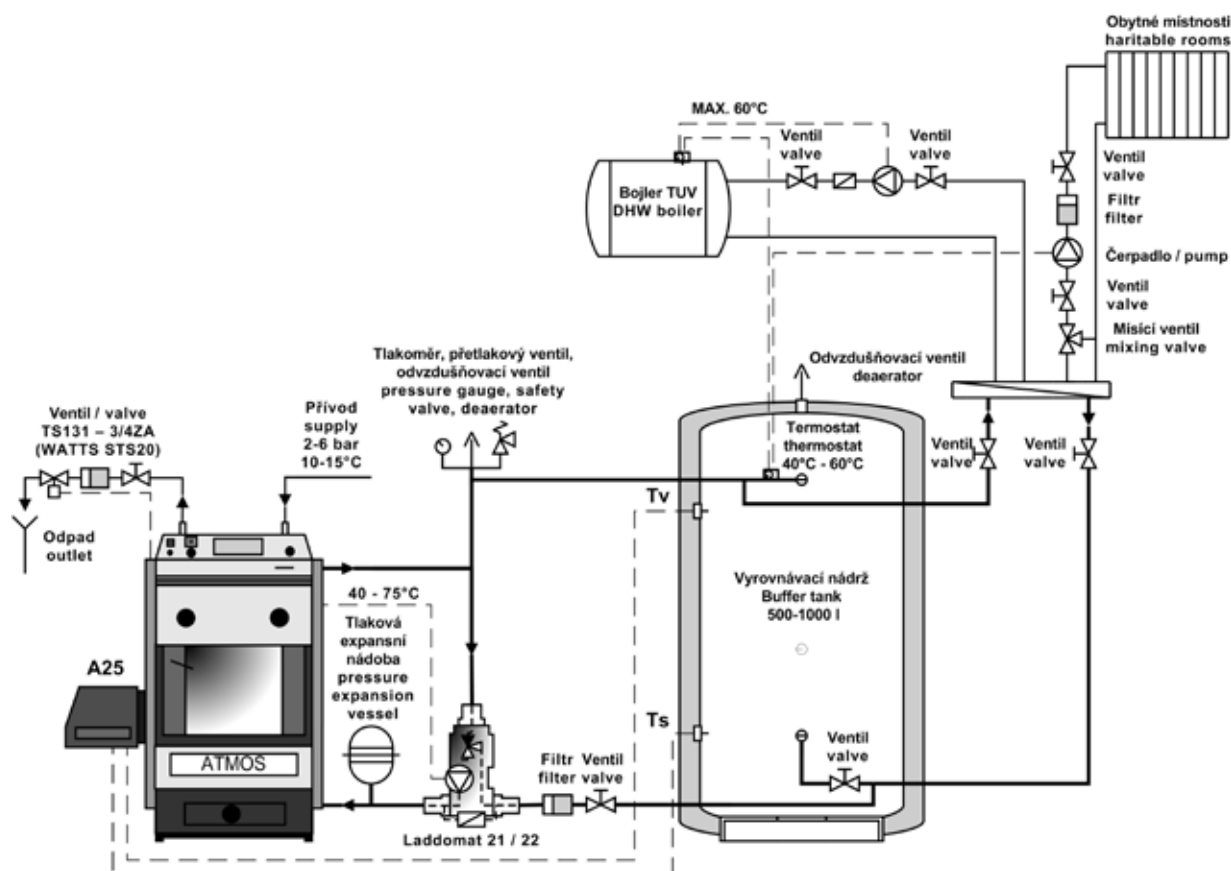 Obytné místnosti
haritable rooms
MAX. 60°C
Ventil
valve
Ventil
valve
Bojler TUV
DHW boiler
Ventil
valve
Filtr
filter
Čerpadlo / pump
Ventil
valve
Mísící ventil
mixing valve
Tlakoměr, přetlakový ventil,
odvzdušňovací ventil
pressure gauge, safety
valve, deaerator
Odvzdušňovací ventil
deaerator
Ventil / valve
TS131 – 3/4ZA
(WATTS STS20)
Přívod
supply
2-6 bar
10-15°C
Termostat
thermostat
40°C - 60°C
Ventil
valve
Ventil
valve
Odpad
outlet
Tv
40 - 75°C
Tlaková
expansní
nádoba
pressure
expansion
vessel
Vyrovnávací nádrž
Buffer tank
500-1000 l
A25
ATMOS
Ts
Filtr Ventil
filter valve
Ventil
valve
Laddomat 21 / 22